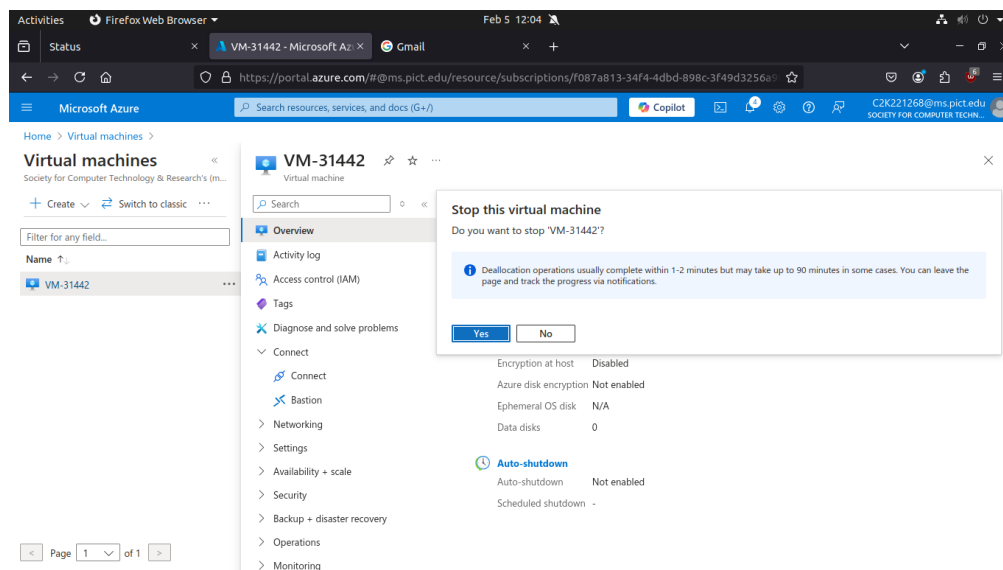 Activities Firefox Web Browser Feb 5 12:04
Status VM-31442 - Microsoft Az Gmail
https://portal.azure.com/#@ms.pict.edu/resource/subscriptions/f087a813-34f4-4dbd-898c-3f49d3256a9 6
Microsoft Azure Search resources, services, and docs (G+/) Copilot 4 C2K221268@ms.pict.edu
SOCIETY FOR COMPUTER TECHN...
Home > Virtual machines >
Virtual machines «
Society for Computer Technology & Research's (m...
+ Create Switch to classic ...
Filter for any field...
Name ↑
VM-31442 ...
< Page 1 of 1 >
VM-31442 ...
Virtual machine
Search «
Overview
Activity log
Access control (IAM)
Tags
Diagnose and solve problems
Connect
Connect
Bastion
Networking
Settings
Availability + scale
Security
Backup + disaster recovery
Operations
Monitoring
Stop this virtual machine
Do you want to stop 'VM-31442'?
Deallocation operations usually complete within 1-2 minutes but may take up to 90 minutes in some cases. You can leave the
page and track the progress via notifications.
Yes No
Encryption at host Disabled
Azure disk encryption Not enabled
Ephemeral OS disk N/A
Data disks 0
Auto-shutdown
Auto-shutdown Not enabled
Scheduled shutdown -